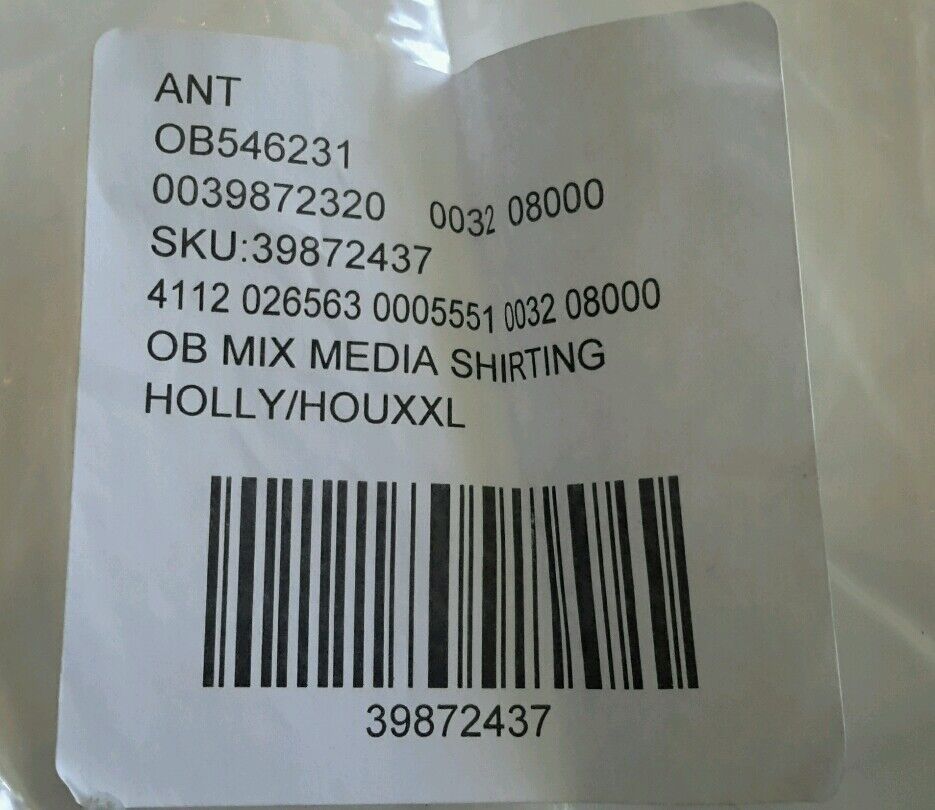 ANT
OB546231
0039872320 0032 08000
SKU:39872437
4112 026563 0005551 0032 08000
OB MIX MEDIA SHIRTING
HOLLY/HOUXXL
39872437